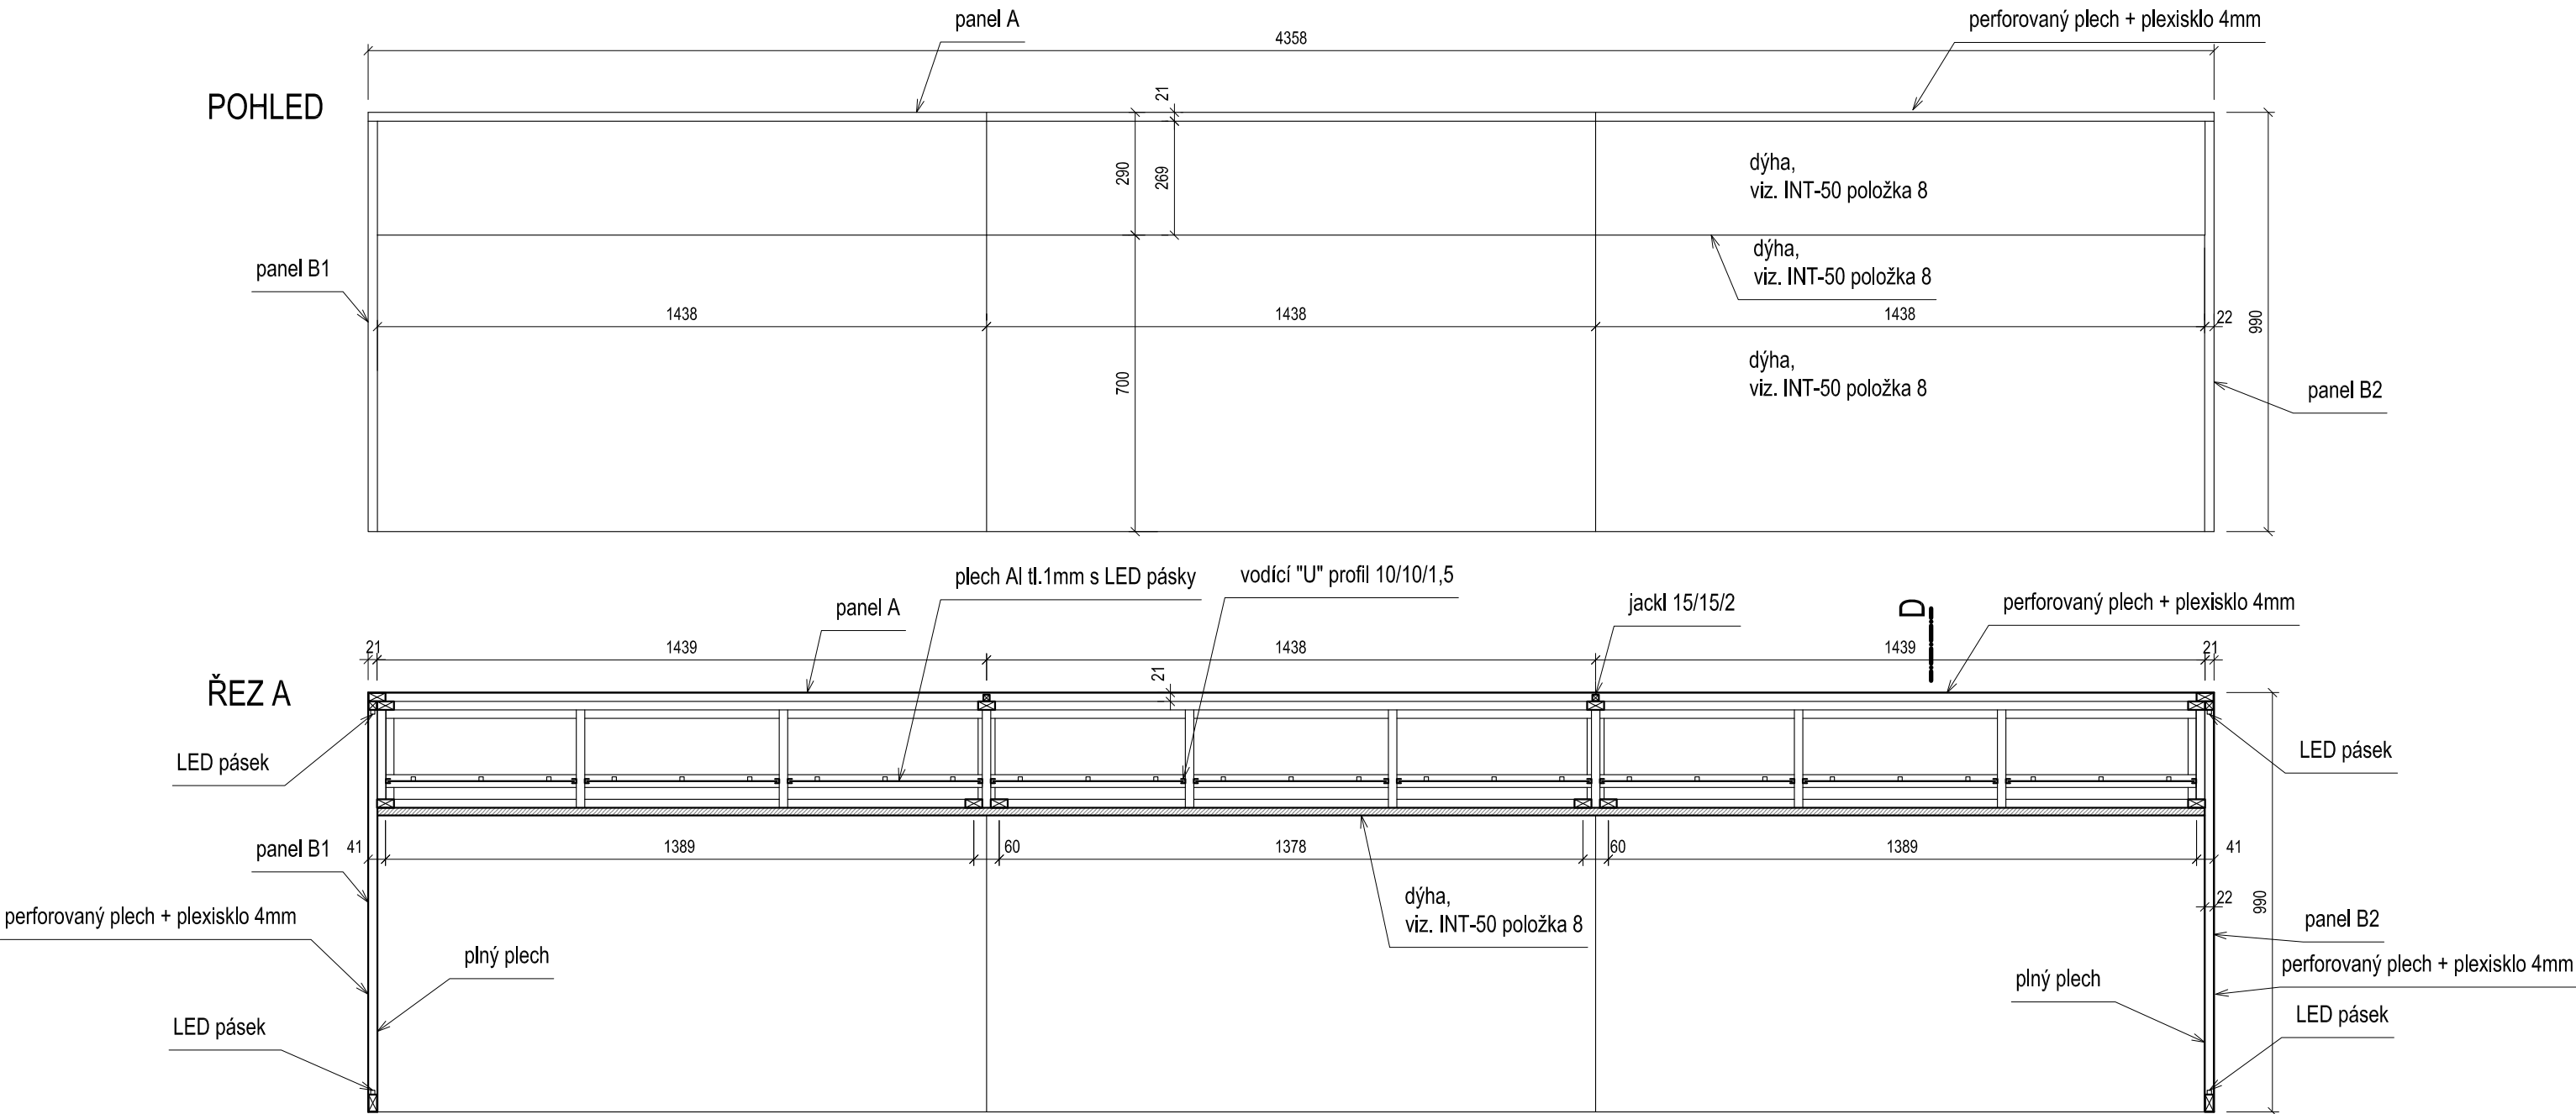 panel A
perforovaný plech + plexisklo 4mm
4358
POHLED
21
290
269
dýha,
viz. INT-50 položka 8
dýha,
viz. INT-50 položka 8
panel B1
1438
1438
1438
22
990
dýha,
viz. INT-50 položka 8
700
panel B2
plech Al tl.1mm s LED pásky
vodící "U" profil 10/10/1,5
panel A
jackl 15/15/2
D
perforovaný plech + plexisklo 4mm
21
1439
1438
1439
21
21
ŘEZ A
LED pásek
LED pásek
panel B1
41
1389
60
1378
60
1389
41
dýha,
viz. INT-50 položka 8
22
990
perforovaný plech + plexisklo 4mm
panel B2
plný plech
perforovaný plech + plexisklo 4mm
plný plech
LED pásek
LED pásek